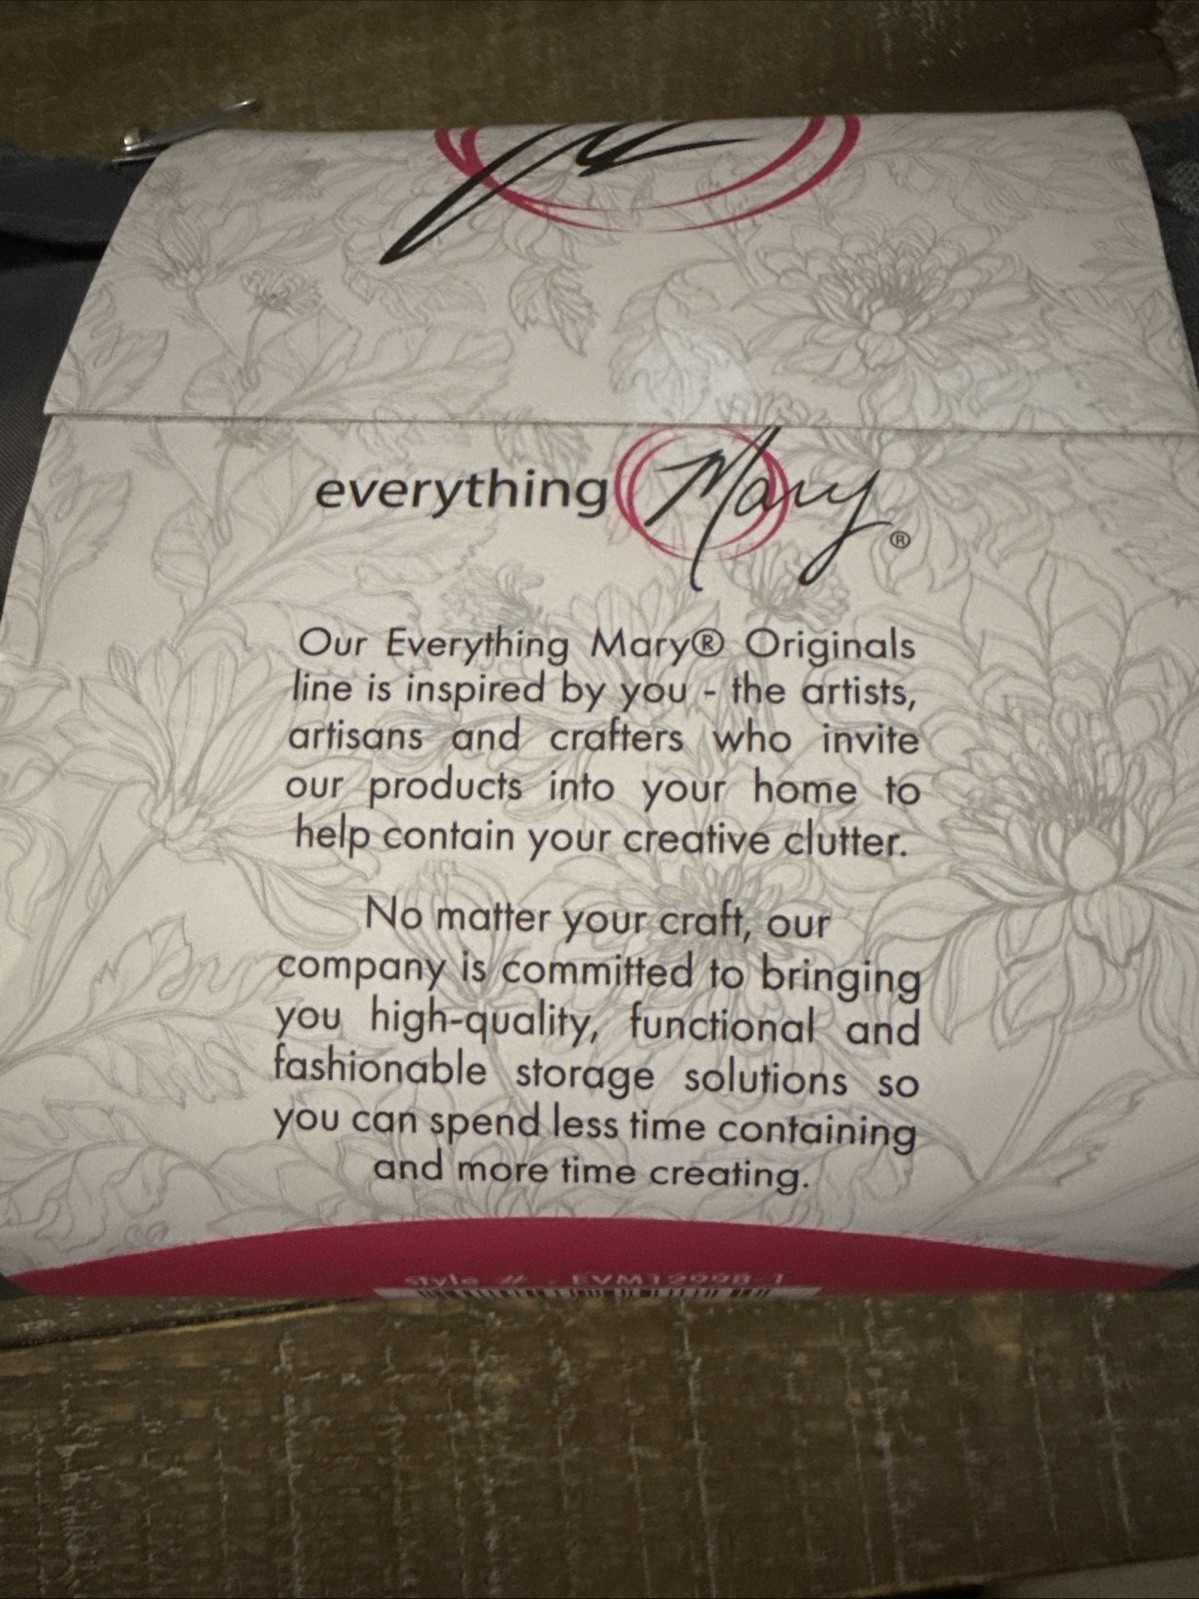 everything Mary®
Our Everything Mary® Originals
line is inspired by you - the artists,
artisans and crafters who invite
our products into your home to
help contain your creative clutter.
No matter your craft, our
company is committed to bringing
you high-quality, functional and
fashionable storage solutions so
you can spend less time containing
and more time creating.
style # - EVM12998-1